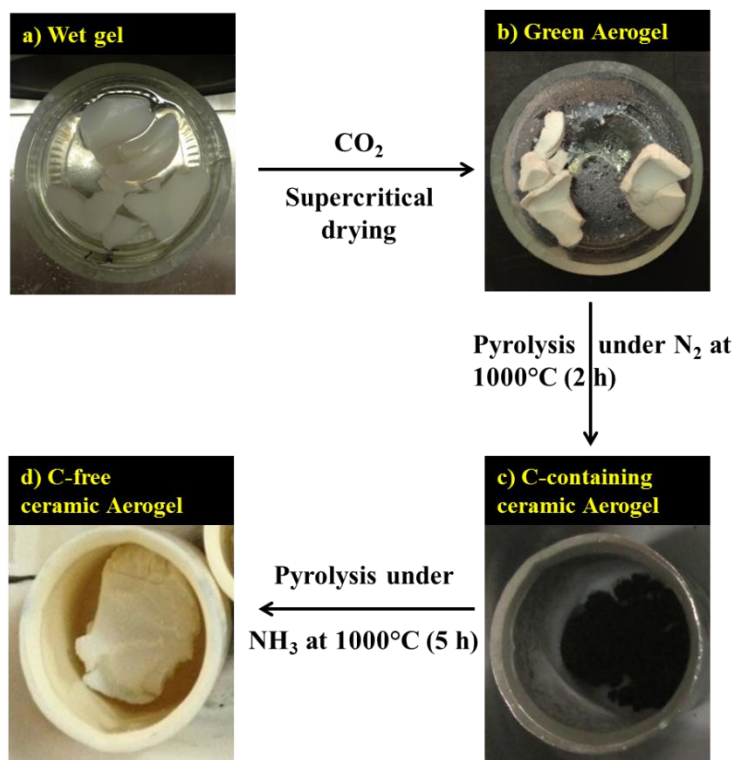 a) Wet gel
CO₂
Supercritical
drying
b) Green Aerogel
Pyrolysis under N₂ at
1000°C (2 h)
c) C-containing
ceramic Aerogel
Pyrolysis under
NH₃ at 1000°C (5 h)
d) C-free
ceramic Aerogel